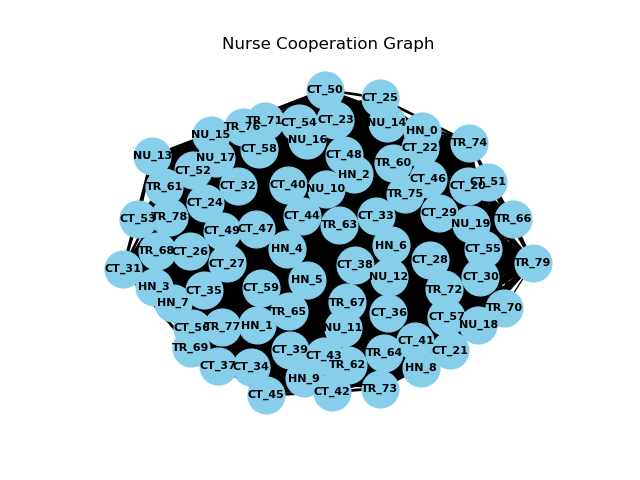 Nurse Cooperation Graph
CT_50
CT_25
CT_23
TR_71
CT_54
NU_14
TR_76
HN_0
NU_15
NU_16
TR_74
CT_22
CT_58
CT_48
NU_13
NU_17
TR_60
CT_52
HN_2
CT_46
CT_51
CT_40
CT_32
CT_20
TR_61
NU_10
TR_75
CT_24
CT_29
CT_44
TR_78
CT_33
CT_53
TR_66
NU_19
TR_63
CT_47
CT_49
HN_6
HN_4
CT_55
TR_68
CT_26
CT_28
TR_79
CT_27
CT_38
CT_31
NU_12
CT_30
HN_5
HN_3
CT_59
TR_72
CT_35
HN_7
TR_67
TR_70
TR_65
CT_36
CT_57
HN_1
NU_18
CT_56
TR_77
NU_11
CT_41
TR_69
CT_39
CT_21
TR_64
CT_43
TR_62
CT_37
CT_34
HN_8
HN_9
TR_73
CT_42
CT_45